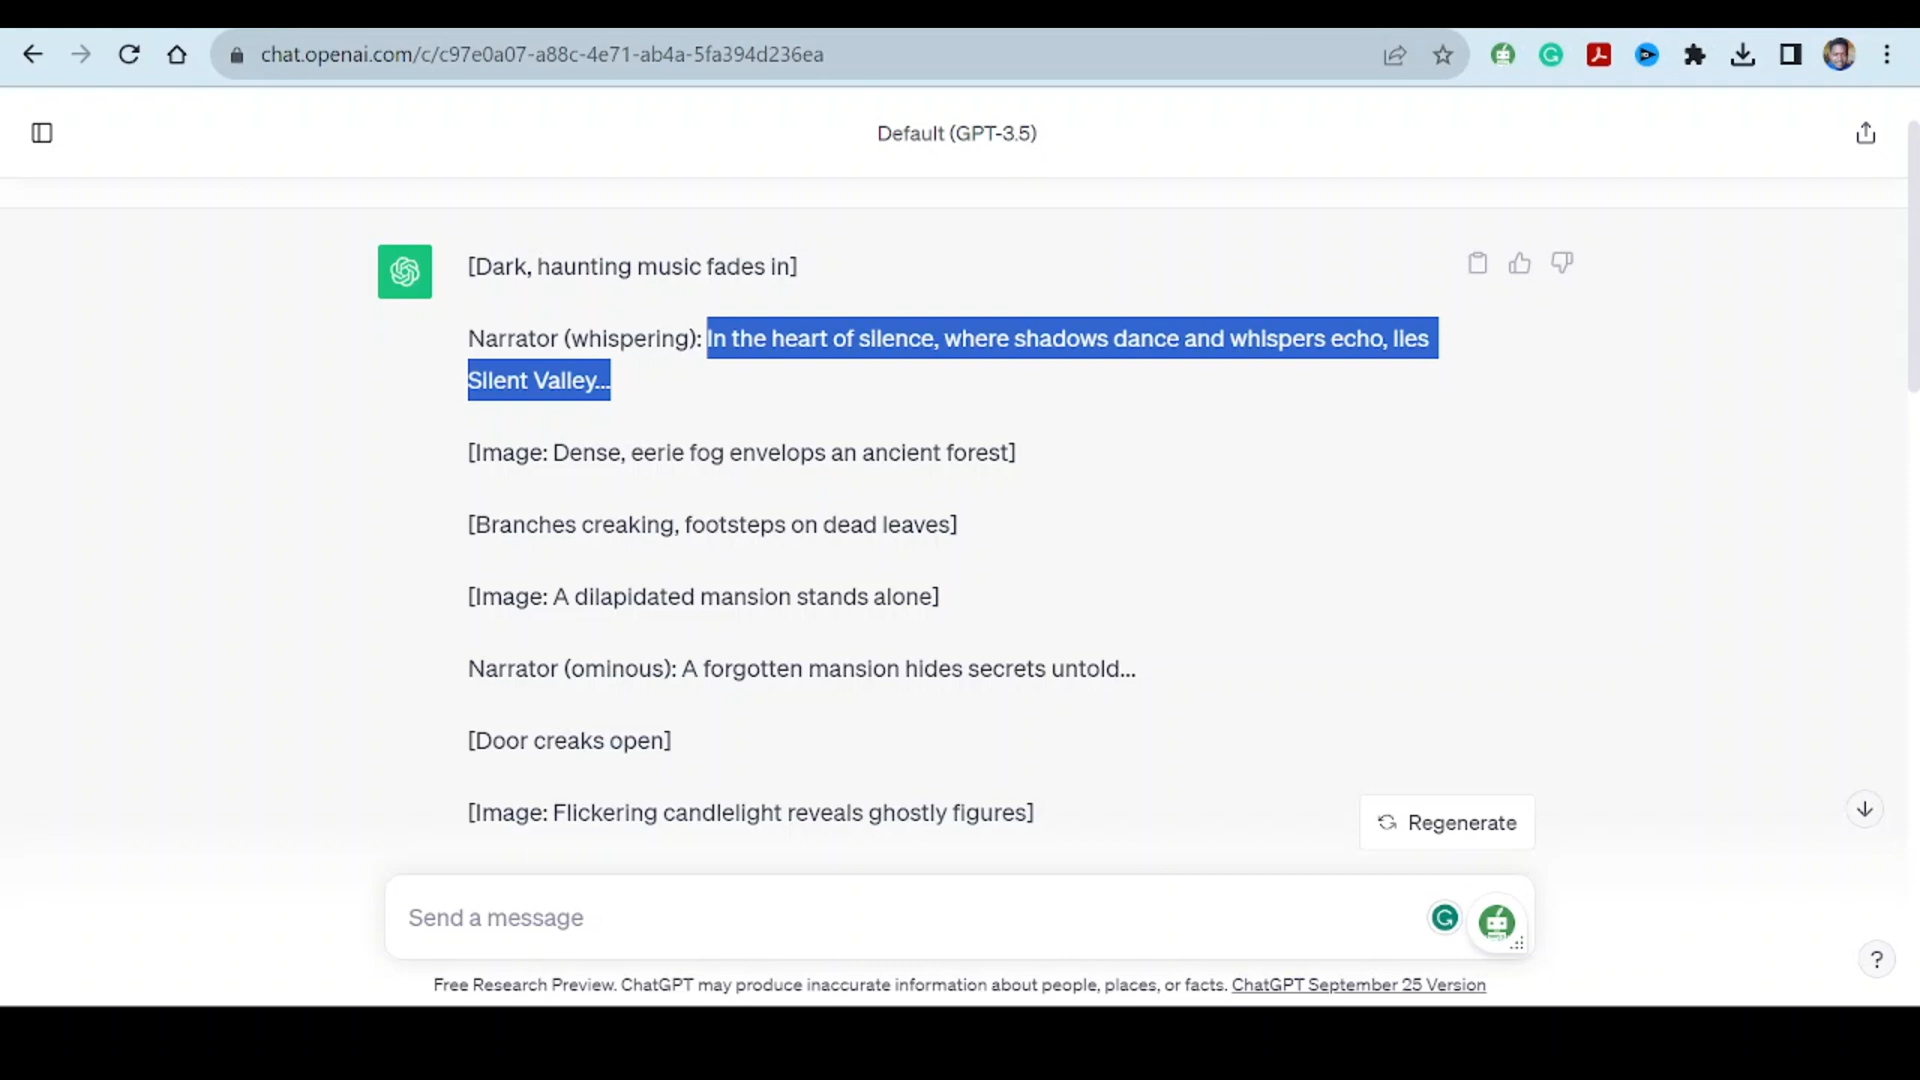 chat.openai.com/c/c97e0a07-a88c-4e71-ab4a-5fa394d236ea
Default (GPT-3.5)
[Dark, haunting music fades in]
Narrator (whispering): In the heart of silence, where shadows dance and whispers echo, lies
Silent Valley...
[Image: Dense, eerie fog envelops an ancient forest]
[Branches creaking, footsteps on dead leaves]
[Image: A dilapidated mansion stands alone]
Narrator (ominous): A forgotten mansion hides secrets untold...
[Door creaks open]
[Image: Flickering candlelight reveals ghostly figures]
Regenerate
Send a message
Free Research Preview. ChatGPT may produce inaccurate information about people, places, or facts. ChatGPT September 25 Version
?